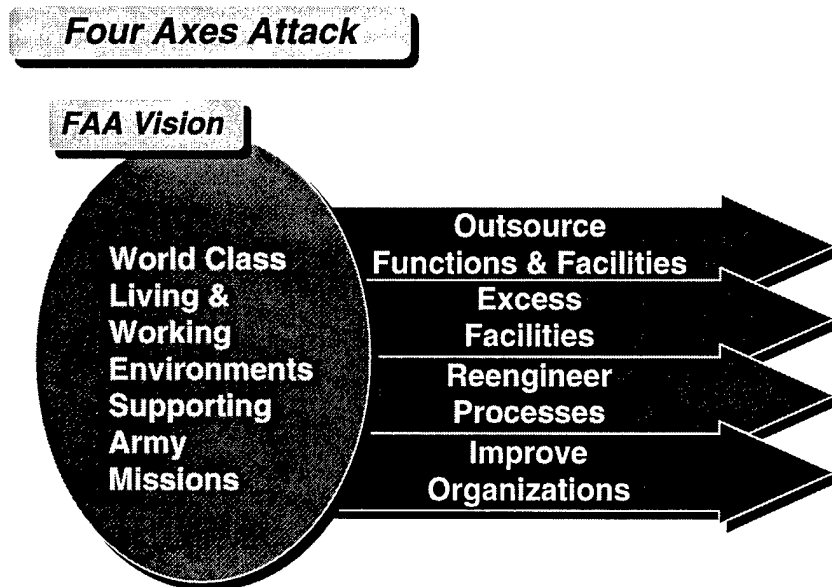 Four Axes Attack
FAA Vision
World Class
Living &
Working
Environments
Supporting
Army
Missions
Outsource
Functions & Facilities
Excess
Facilities
Reengineer
Processes
Improve
Organizations